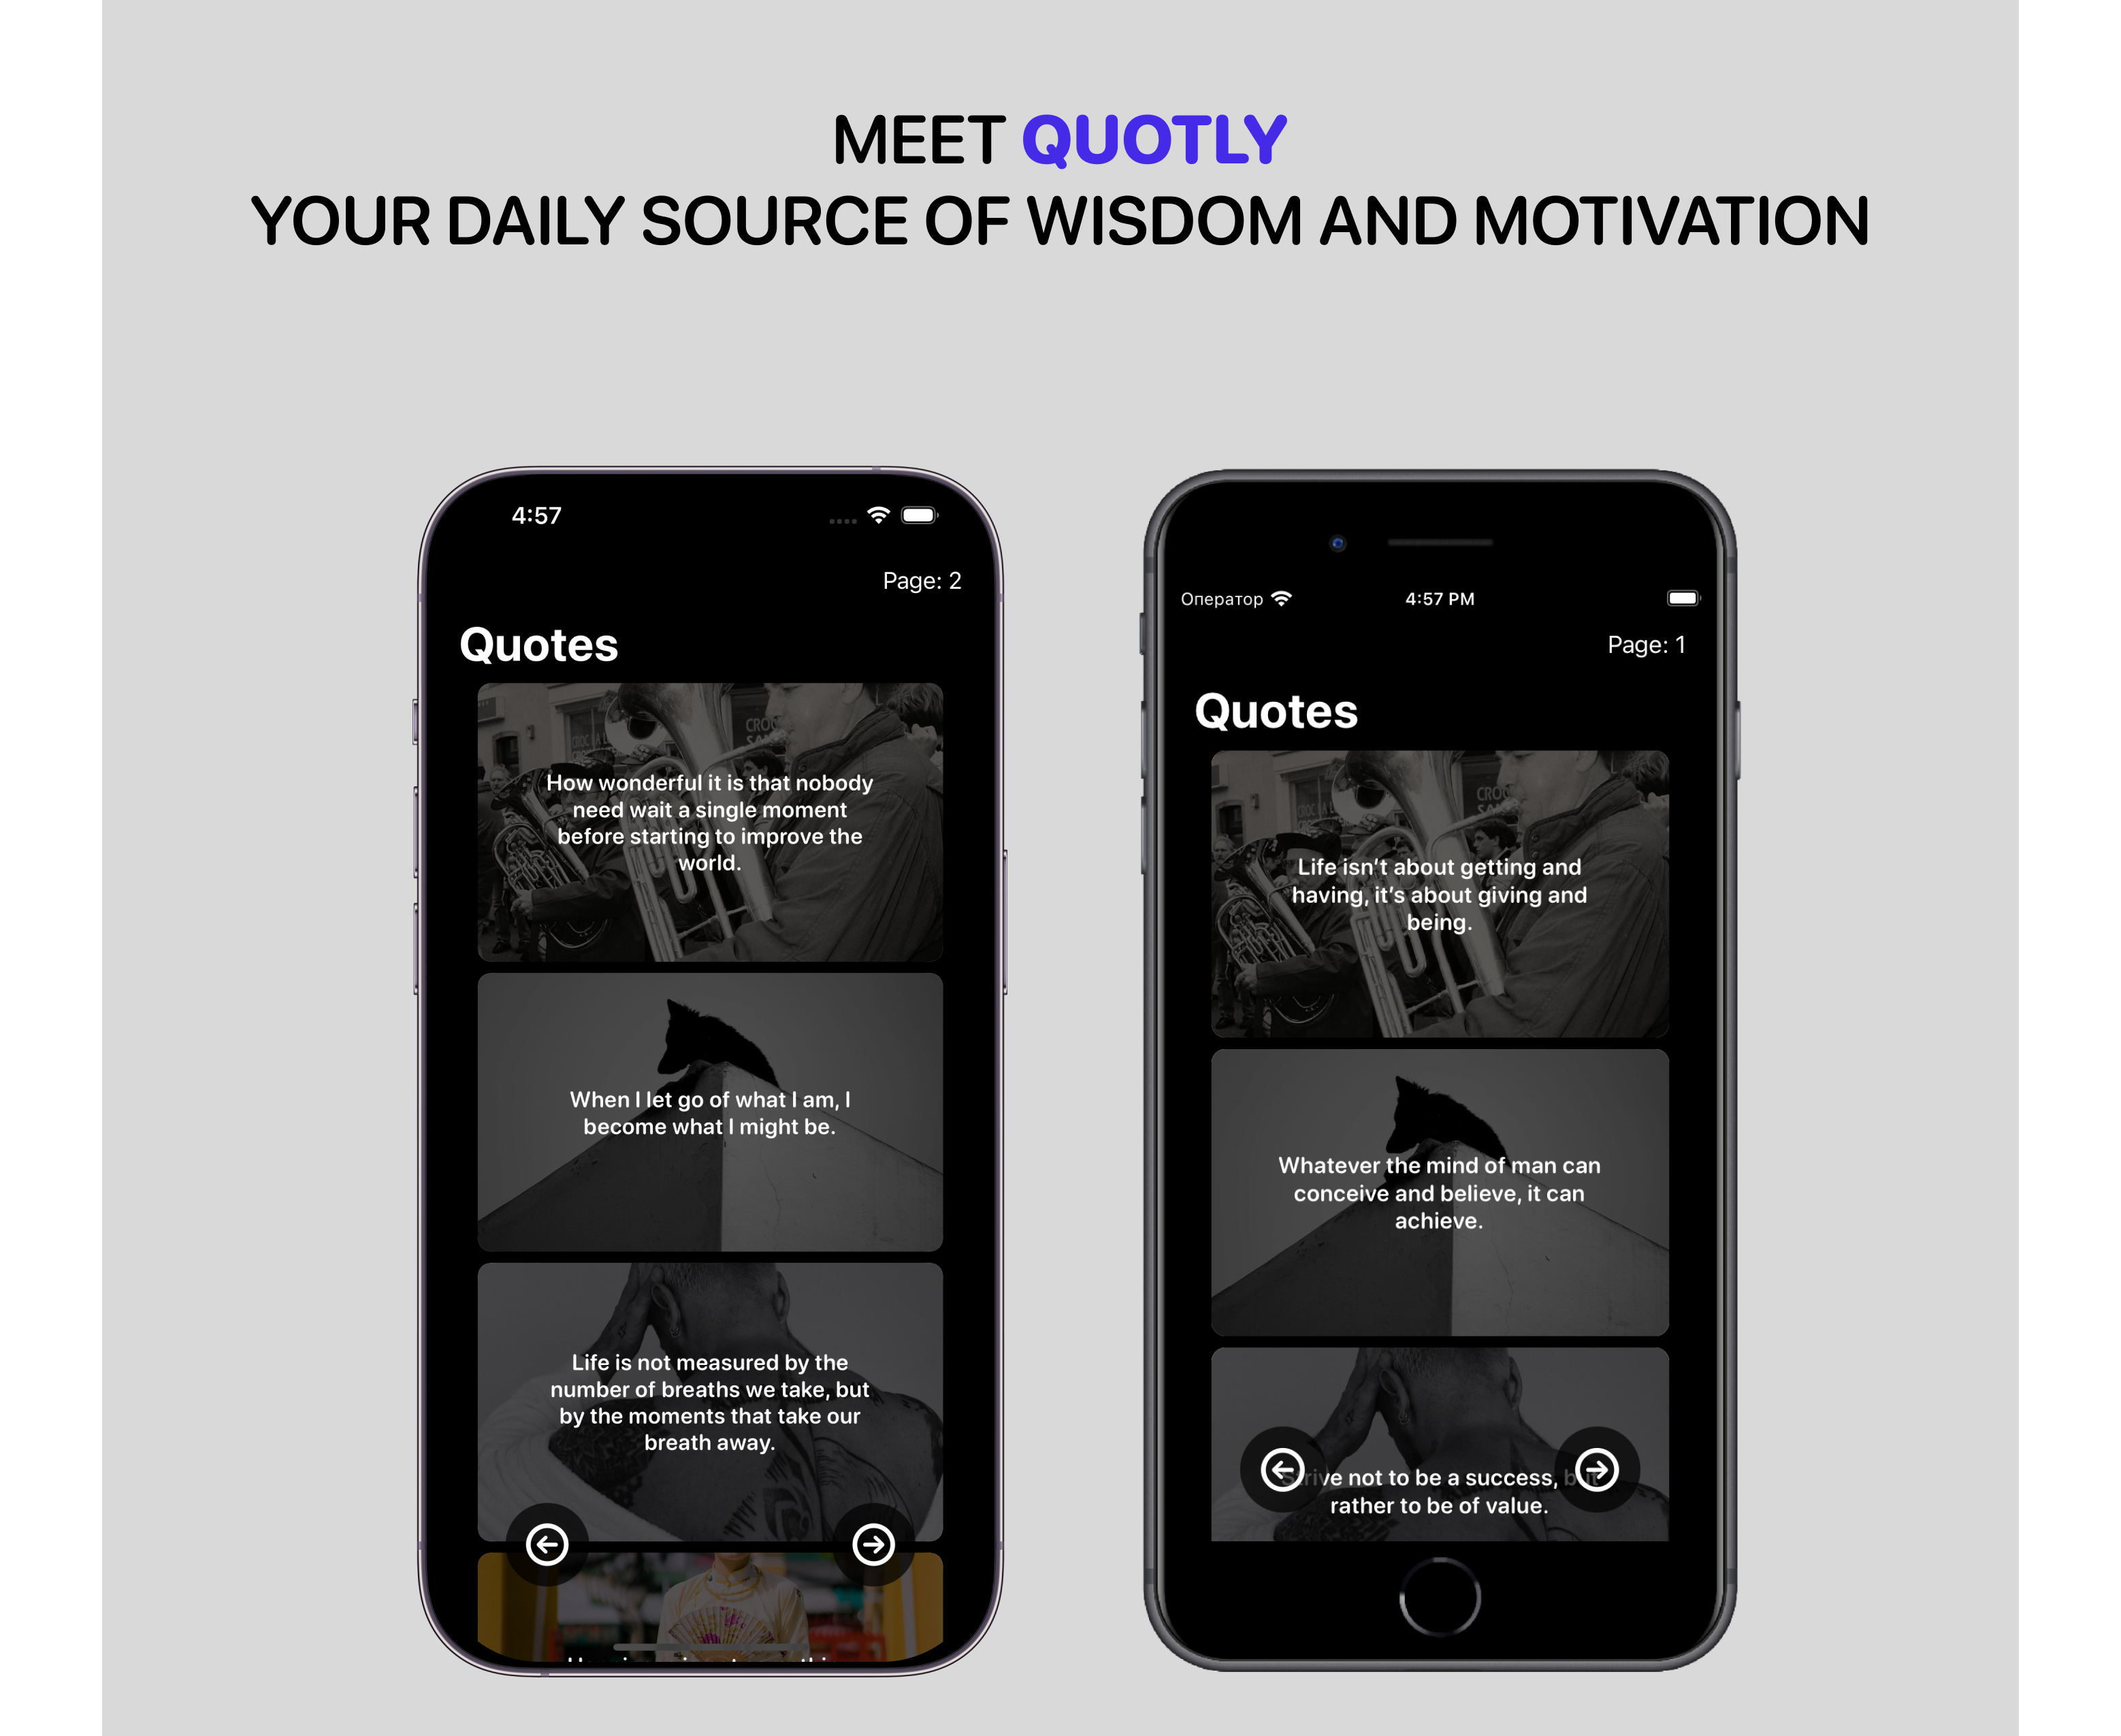 MEET QUOTLY
YOUR DAILY SOURCE OF WISDOM AND MOTIVATION
4:57
Page: 2
Quotes
CROC
SAN
How wonderful it is that nobody
need wait a single moment
before starting to improve the
world.
When I let go of what I am, I
become what I might be.
Life is not measured by the
number of breaths we take, but
by the moments that take our
breath away.
Оператор
4:57 PM
Page: 1
Quotes
CROC
Life isn't about getting and
having, it's about giving and
being.
Whatever the mind of man can
conceive and believe, it can
achieve.
Strive not to be a success, but
rather to be of value.